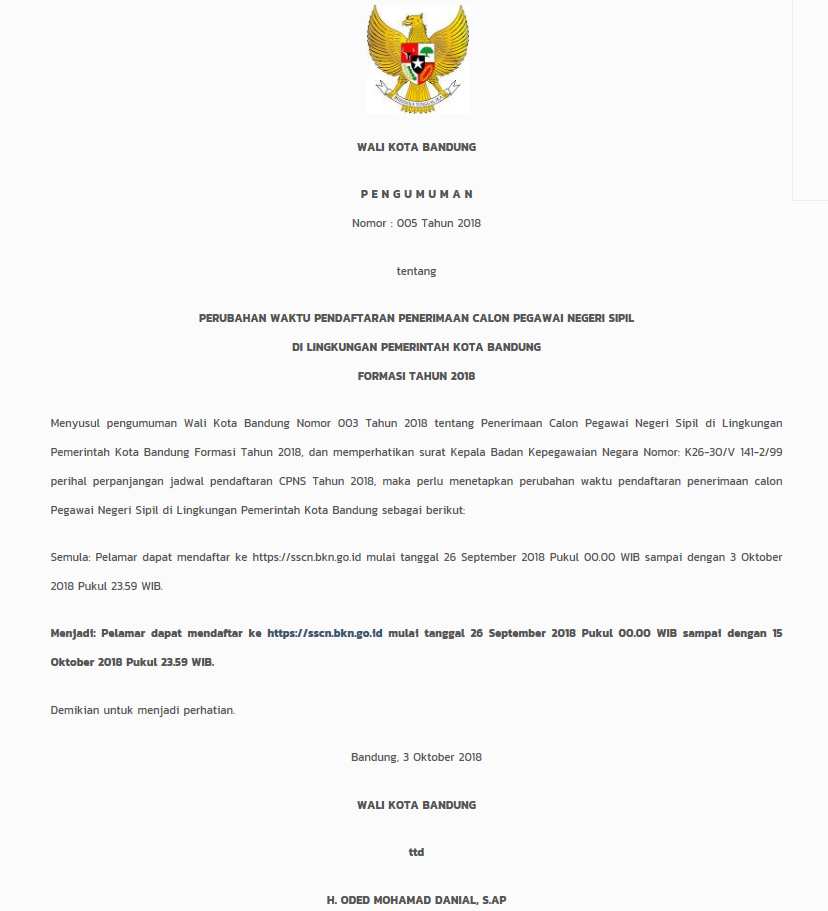 WALI KOTA BANDUNG
P E N G U M U M A N
Nomor : 005 Tahun 2018
tentang
PERUBAHAN WAKTU PENDAFTARAN PENERIMAAN CALON PEGAWAI NEGERI SIPIL
DI LINGKUNGAN PEMERINTAH KOTA BANDUNG
FORMASI TAHUN 2018
Menyusul pengumuman Wali Kota Bandung Nomor 003 Tahun 2018 tentang Penerimaan Calon Pegawai Negeri Sipil di Lingkungan
Pemerintah Kota Bandung Formasi Tahun 2018, dan memperhatikan surat Kepala Badan Kepegawaian Negara Nomor: K26-30/V 141-2/99
perihal perpanjangan jadwal pendaftaran CPNS Tahun 2018, maka perlu menetapkan perubahan waktu pendaftaran penerimaan calon
Pegawai Negeri Sipil di Lingkungan Pemerintah Kota Bandung sebagai berikut:
Semula: Pelamar dapat mendaftar ke https://sscn.bkn.go.id mulai tanggal 26 September 2018 Pukul 00.00 WIB sampai dengan 3 Oktober
2018 Pukul 23.59 WIB.
Menjadi: Pelamar dapat mendaftar ke https://sscn.bkn.go.id mulai tanggal 26 September 2018 Pukul 00.00 WIB sampai dengan 15
Oktober 2018 Pukul 23.59 WIB.
Demikian untuk menjadi perhatian.
Bandung, 3 Oktober 2018
WALI KOTA BANDUNG
ttd
H. ODED MOHAMAD DANIAL, S.AP